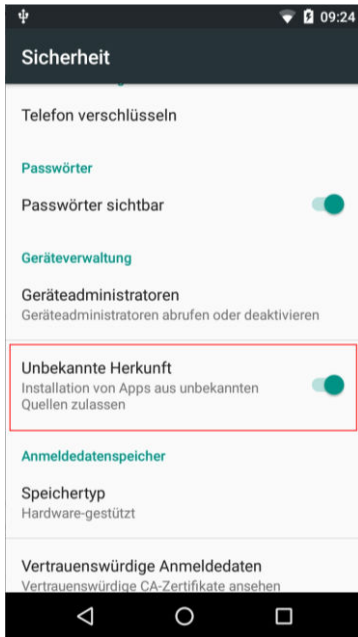 09:24
Sicherheit
Telefon verschlüsseln
Passwörter
Passwörter sichtbar
Geräteverwaltung
Geräteadministratoren
Geräteadministratoren abrufen oder deaktivieren
Unbekannte Herkunft
Installation von Apps aus unbekannten
Quellen zulassen
Anmeldedatenspeicher
Speichertyp
Hardware-gestützt
Vertrauenswürdige Anmeldedaten
Vertrauenswürdige CA-Zertifikate ansehen